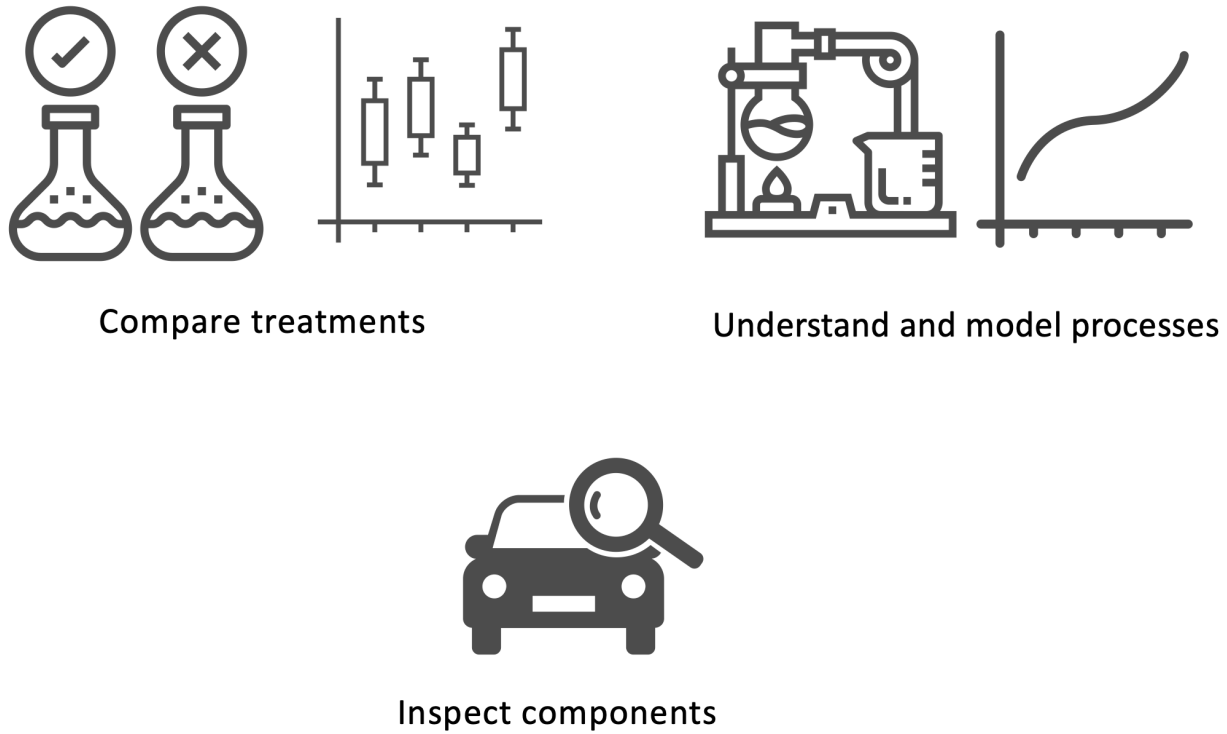 Compare treatments
Understand and model processes
Inspect components